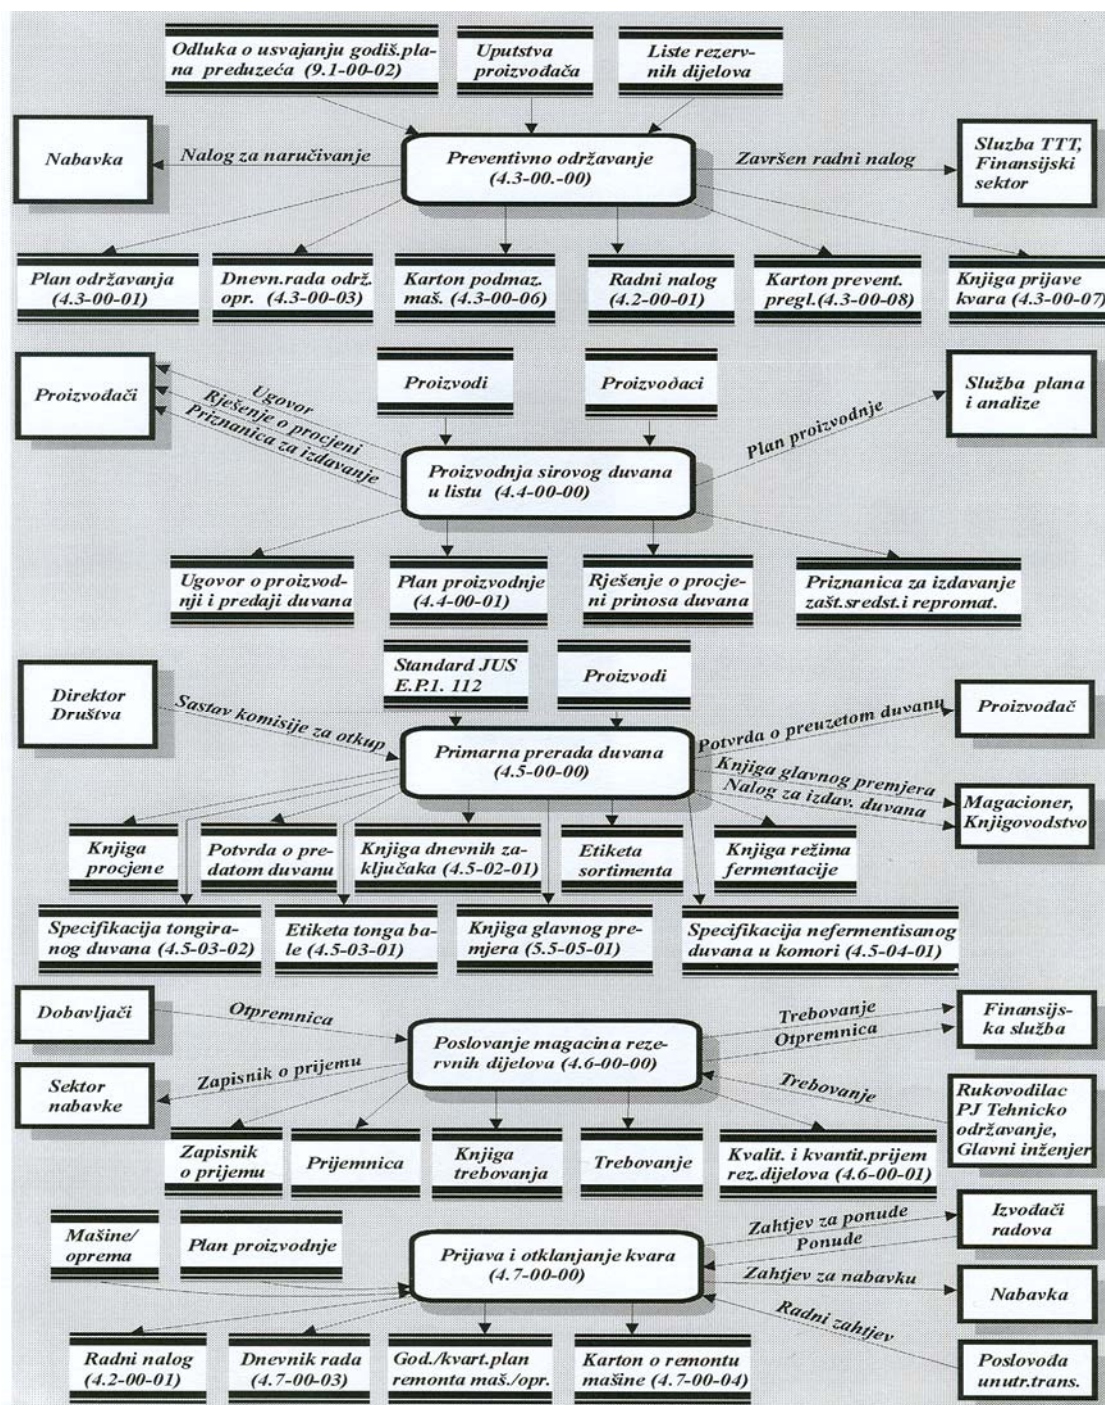 Odluka o usvajanju godiš.pla-
na preduzeća (9.1-00-02)
Uputstva
proizvođača
Liste rezerv-
nih dijelova
Nabavka
Nalog za naručivanje
Preventivno održavanje
(4.3-00.-00)
Završen radni nalog
Sluzba TTT,
Finansijski
sektor
Plan održavanja
(4.3-00-01)
Dnevn.rada održ.
opr. (4.3-00-03)
Karton podmaz.
maš. (4.3-00-06)
Radni nalog
(4.2-00-01)
Karton prevent.
pregl.(4.3-00-08)
Knjiga prijave
kvara (4.3-00-07)
Proizvođači
Ugovor
Rješenje o procjeni
Priznanica za izdavanje
Proizvodi
Proizvođaci
Plan proizvodnje
Služba plana
i analize
Proizvodnja sirovog duvana
u listu (4.4-00-00)
Ugovor o proizvod-
nji i predaji duvana
Plan proizvodnje
(4.4-00-01)
Rješenje o procje-
ni prinosa duvana
Priznanica za izdavanje
zašt.sredst.i repromat.
Direktor
Društva
Sastav komisije za otkup
Standard JUS
E.P.1. 112
Proizvodi
Primarna prerada duvana
(4.5-00-00)
Potvrda o preuzetom duvanu
Proizvođač
Knjiga glavnog premjera
Nalog za izdav. duvana
Magacioner,
Knjigovodstvo
Knjiga
procjene
Potvrda o pre-
datom duvanu
Knjiga dnevnih za-
ključaka (4.5-02-01)
Etiketa
sortimenta
Knjiga režima
fermentacije
Specifikacija tongira-
nog duvana (4.5-03-02)
Etiketa tonga ba-
le (4.5-03-01)
Knjiga glavnog pre-
mjera (5.5-05-01)
Specifikacija nefermentisanog
duvana u komori (4.5-04-01)
Dobavljači
Otpremnica
Poslovanje magacina reze-
rvnih dijelova (4.6-00-00)
Trebovanje
Otpremnica
Finansijs-
ka služba
Sektor
nabavke
Zapisnik o prijemu
Trebovanje
Rukovodilac
PJ Tehnicko
održavanje,
Glavni inženjer
Zapisnik
o prijemu
Prijemnica
Knjiga
trebovanja
Trebovanje
Kvalit. i kvantit.prijem
rez.dijelova (4.6-00-01)
Mašine/
oprema
Plan proizvodnje
Prijava i otklanjanje kvara
(4.7-00-00)
Zahtjev za ponude
Ponude
Izvođači
radova
Zahtjev za nabavku
Nabavka
Radni zahtjev
Poslovođa
unutr.trans.
Radni nalog
(4.2-00-01)
Dnevnik rada
(4.7-00-03)
God./kvart.plan
remonta maš./opr.
Karton o remontu
mašine (4.7-00-04)